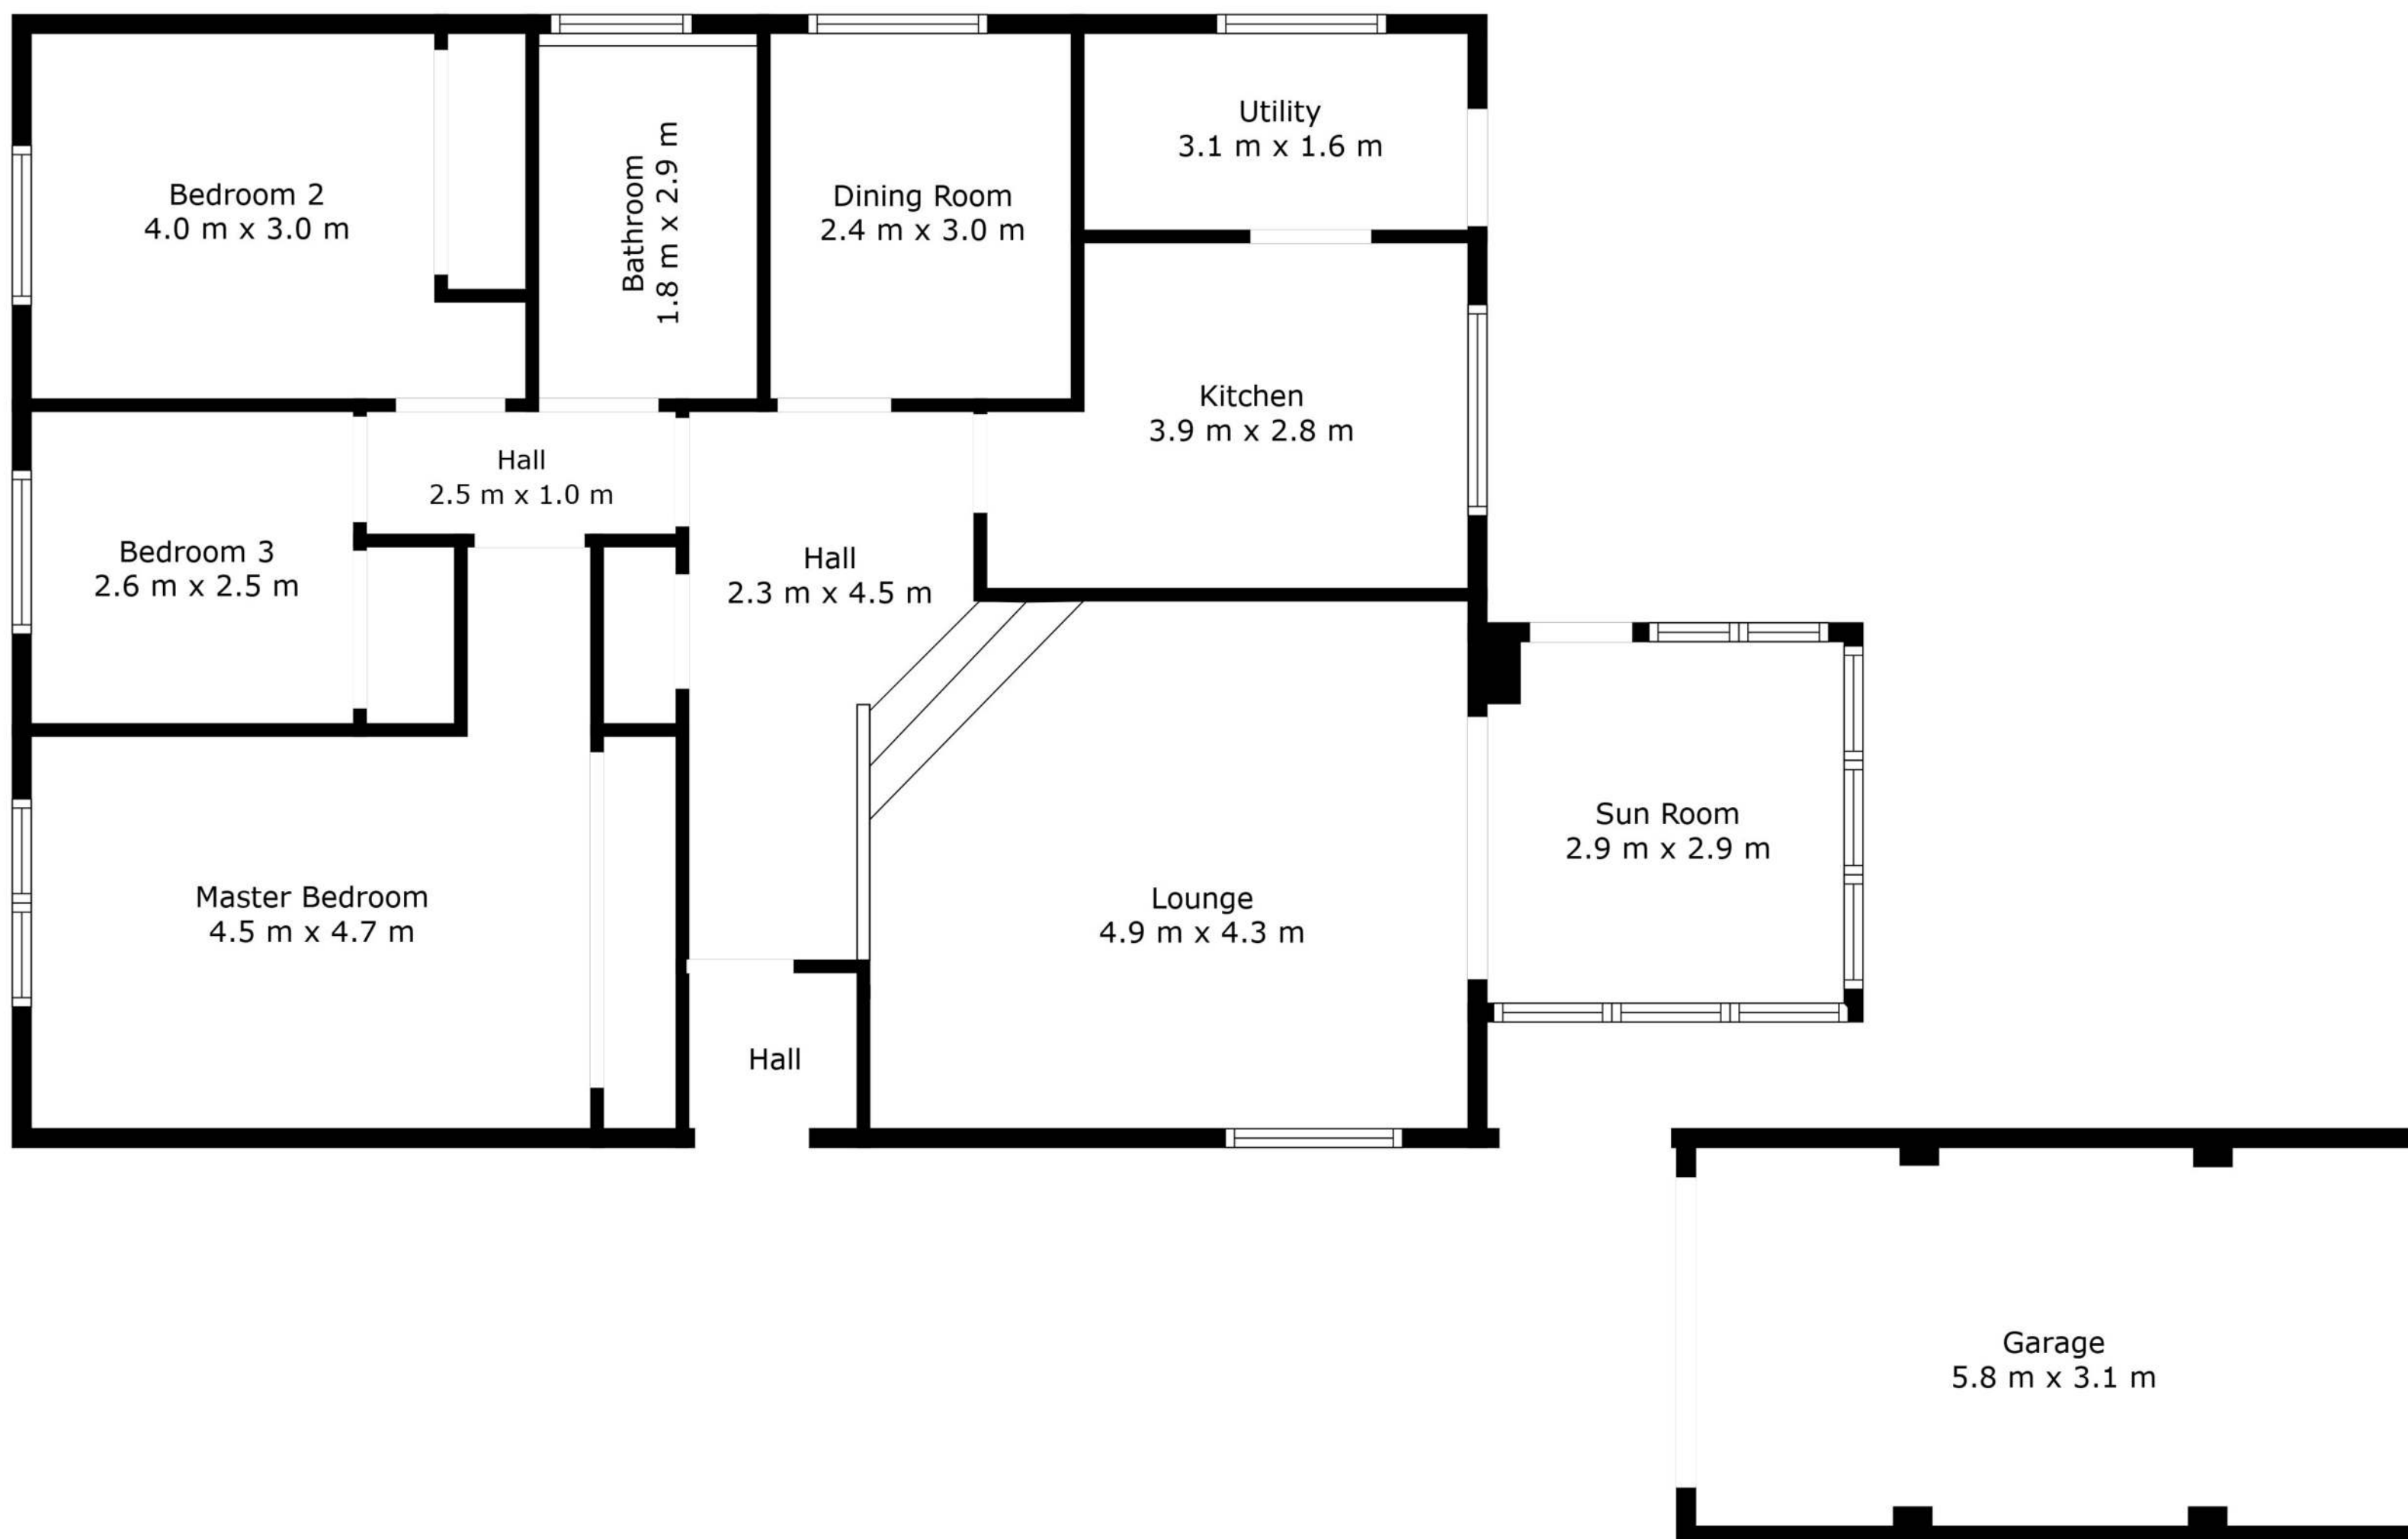 Bedroom 2
4.0 m x 3.0 m
Bathroom
1.8 m x 2.9 m
Dining Room
2.4 m x 3.0 m
Utility
3.1 m x 1.6 m
Kitchen
3.9 m x 2.8 m
Hall
2.5 m x 1.0 m
Bedroom 3
2.6 m x 2.5 m
Hall
2.3 m x 4.5 m
Sun Room
2.9 m x 2.9 m
Master Bedroom
4.5 m x 4.7 m
Lounge
4.9 m x 4.3 m
Hall
Garage
5.8 m x 3.1 m